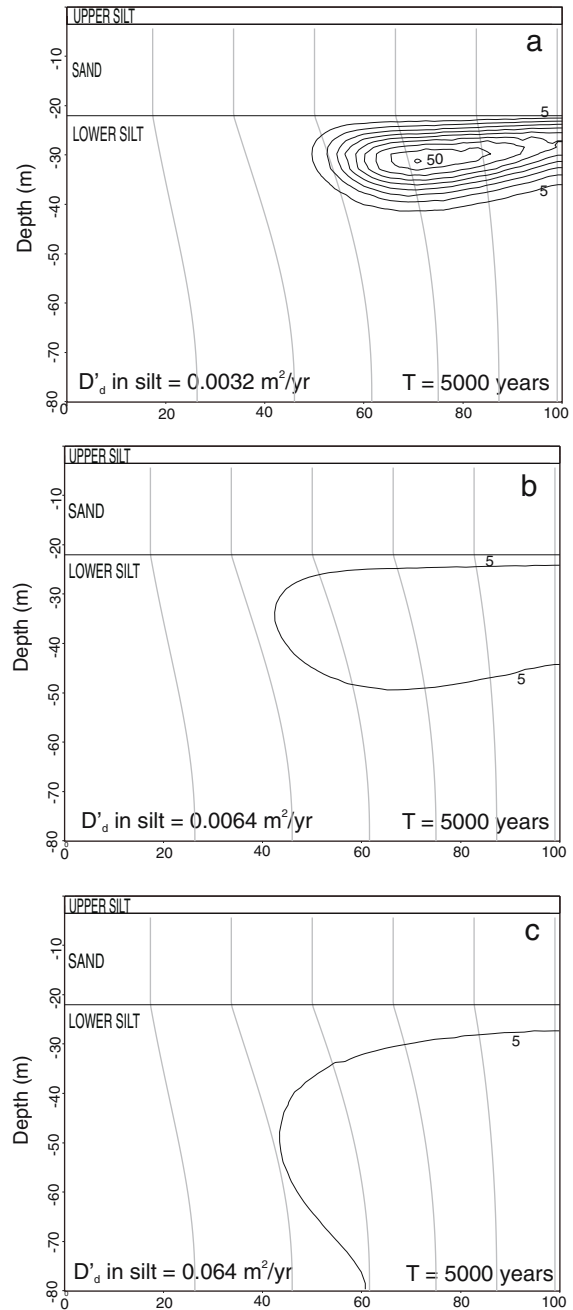 UPPER SILT
a
-10
SAND
-20
5
LOWER SILT
-30
50
Depth (m)
-40
5
-50
-60
-70
D'd in silt = 0.0032 m²/yr
T = 5000 years
-80
0
20
40
60
80
100
UPPER SILT
b
-10
SAND
-20
5
LOWER SILT
-30
Depth (m)
-40
5
-50
-60
-70
D'd in silt = 0.0064 m²/yr
T = 5000 years
-80
0
20
40
60
80
100
UPPER SILT
c
-10
SAND
-20
LOWER SILT
5
-30
Depth (m)
-40
-50
-60
-70
D'd in silt = 0.064 m²/yr
T = 5000 years
-80
0
20
40
60
80
100